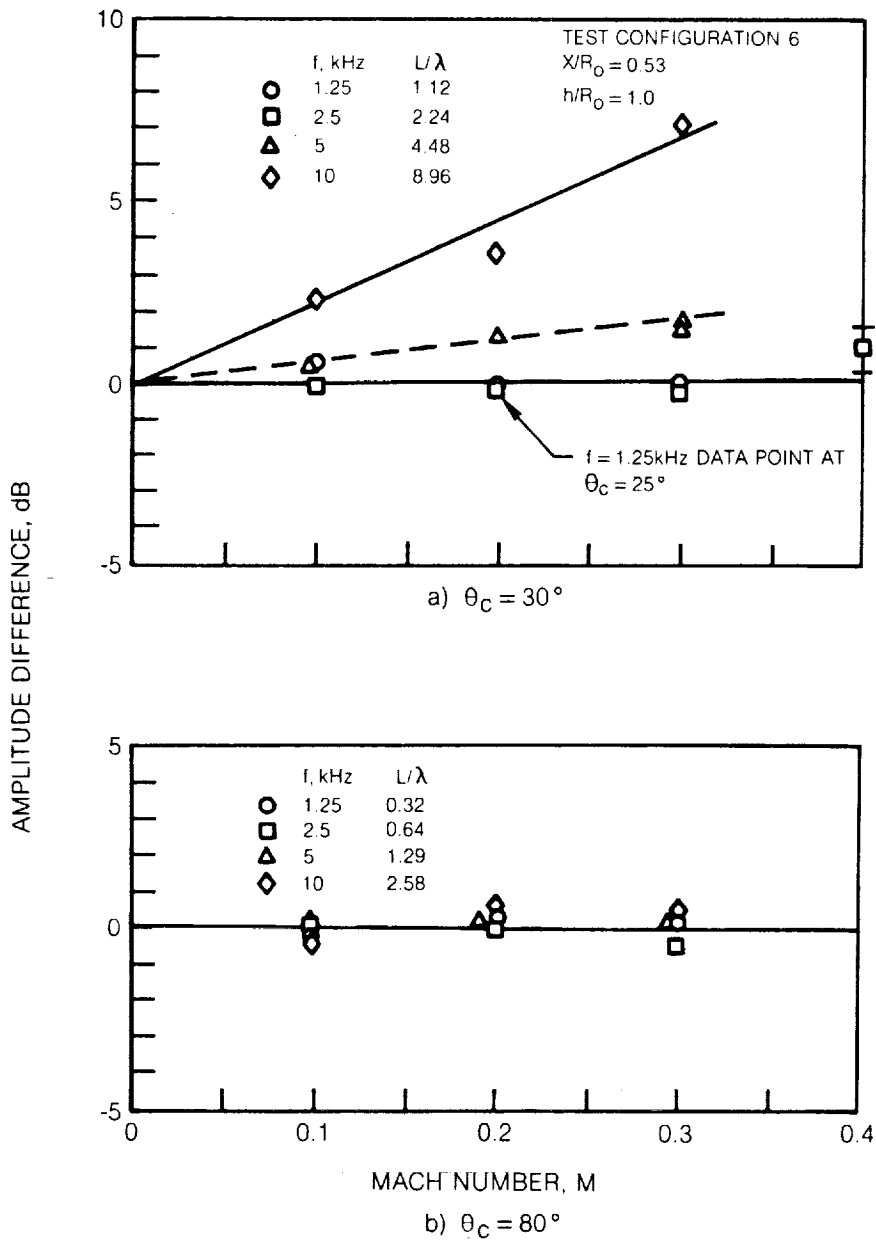 AMPLITUDE DIFFERENCE, dB
10
5
0
-5
TEST CONFIGURATION 6
X/Ro = 0.53
h/Ro = 1.0
f, kHz L/λ
1.25 1.12
2.5 2.24
5 4.48
10 8.96
f = 1.25kHz DATA POINT AT
θc = 25°
a) θc = 30°
5
0
-5
f, kHz L/λ
1.25 0.32
2.5 0.64
5 1.29
10 2.58
0 0.1 0.2 0.3 0.4
MACH NUMBER, M
b) θc = 80°